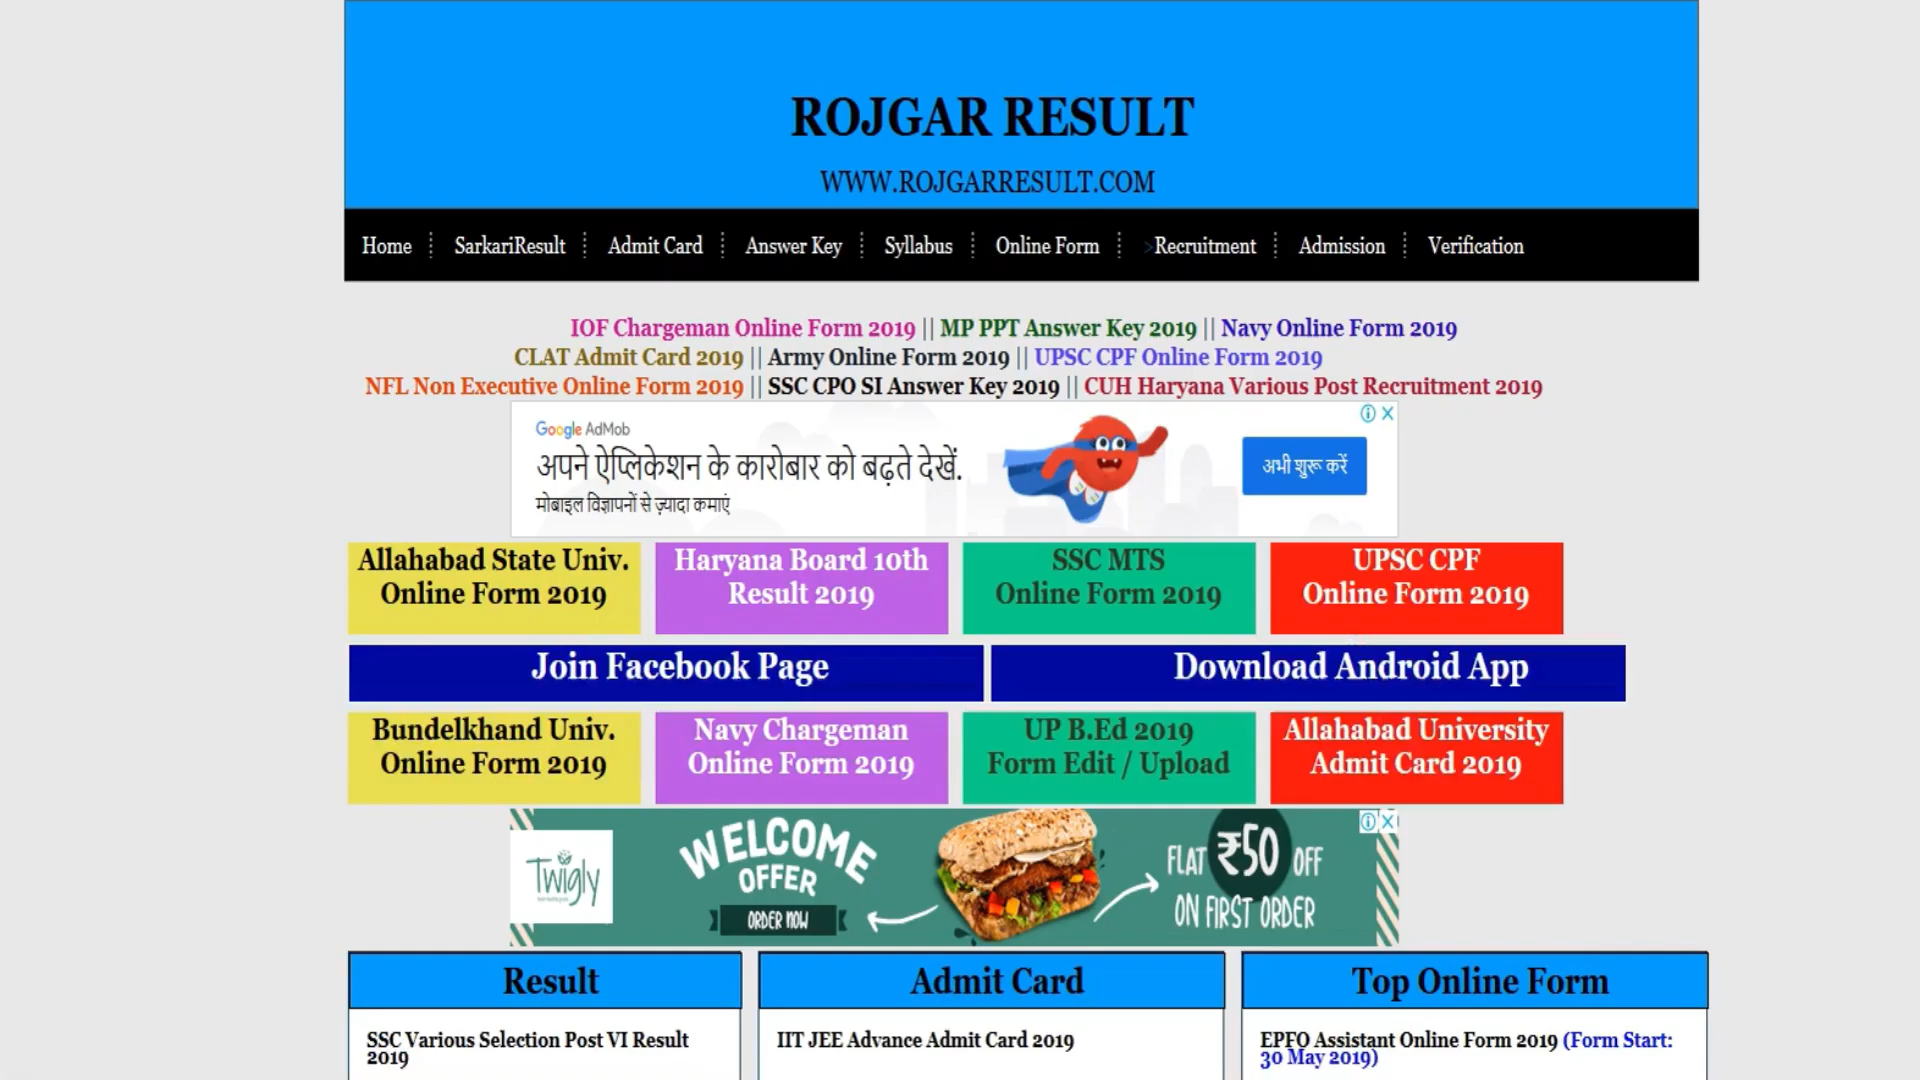 ROJGAR RESULT
WWW.ROJGARRESULT.COM
Home SarkariResult Admit Card Answer Key Syllabus Online Form >Recruitment Admission Verification
IOF Chargeman Online Form 2019 || MP PPT Answer Key 2019 || Navy Online Form 2019
CLAT Admit Card 2019 || Army Online Form 2019 || UPSC CPF Online Form 2019
NFL Non Executive Online Form 2019 || SSC CPO SI Answer Key 2019 || CUH Haryana Various Post Recruitment 2019
Google AdMob
अपने ऐप्लिकेशन के कारोबार को बढ़ते देखें.
मोबाइल विज्ञापनों से ज़्यादा कमाएं
अभी शुरू करें
Allahabad State Univ.
Online Form 2019
Haryana Board 10th
Result 2019
SSC MTS
Online Form 2019
UPSC CPF
Online Form 2019
Join Facebook Page
Download Android App
Bundelkhand Univ.
Online Form 2019
Navy Chargeman
Online Form 2019
UP B.Ed 2019
Form Edit / Upload
Allahabad University
Admit Card 2019
Twigly
WELCOME
OFFER
ORDER NOW
FLAT ₹50 OFF
ON FIRST ORDER
Result
SSC Various Selection Post VI Result
2019
Admit Card
IIT JEE Advance Admit Card 2019
Top Online Form
EPFO Assistant Online Form 2019 (Form Start:
30 May 2019)